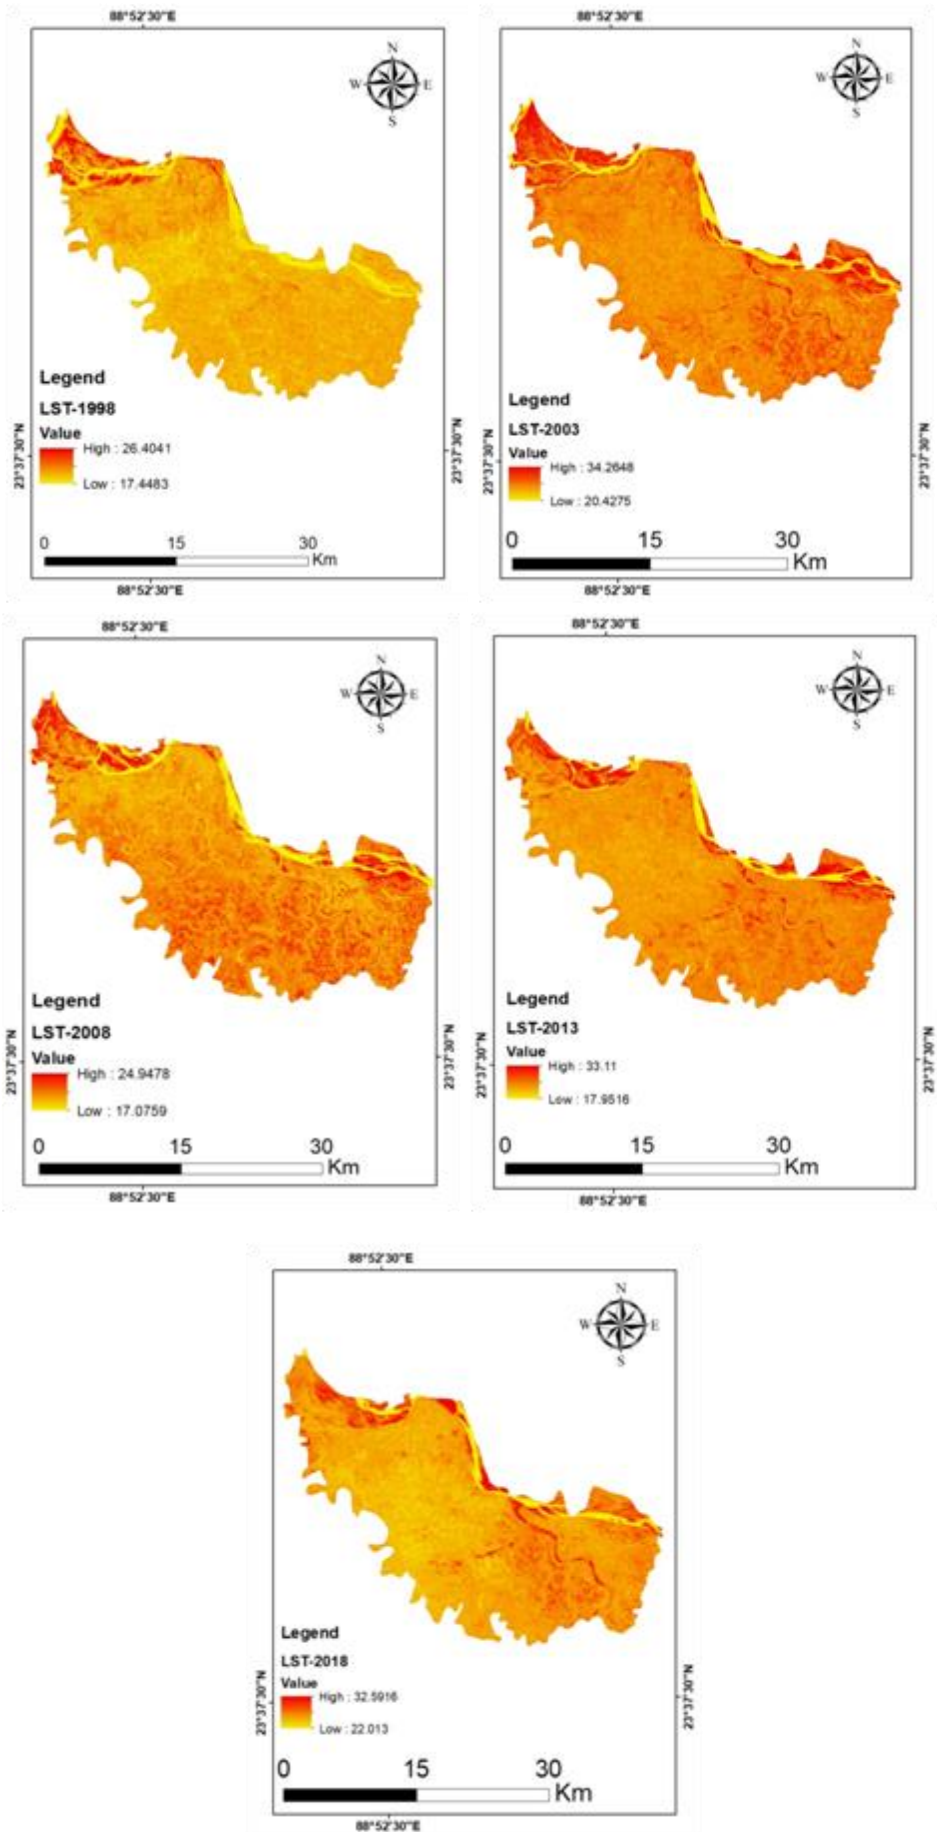 88°52'30"E
N
W E
S
Legend
LST-1998
Value
High : 26.4041
Low : 17.4483
23°37'30"N
23°37'30"N
0 15 30
Km
88°52'30"E
88°52'30"E
N
W E
S
Legend
LST-2003
Value
High : 34.2648
Low : 20.4275
23°37'30"N
23°37'30"N
0 15 30
Km
88°52'30"E
88°52'30"E
N
W E
S
Legend
LST-2008
Value
High : 24.9478
Low : 17.0759
23°37'30"N
23°37'30"N
0 15 30
Km
88°52'30"E
88°52'30"E
N
W E
S
Legend
LST-2013
Value
High : 33.11
Low : 17.9516
23°37'30"N
23°37'30"N
0 15 30
Km
88°52'30"E
88°52'30"E
N
W E
S
Legend
LST-2018
Value
High : 32.5916
Low : 22.013
23°37'30"N
23°37'30"N
0 15 30
Km
88°52'30"E